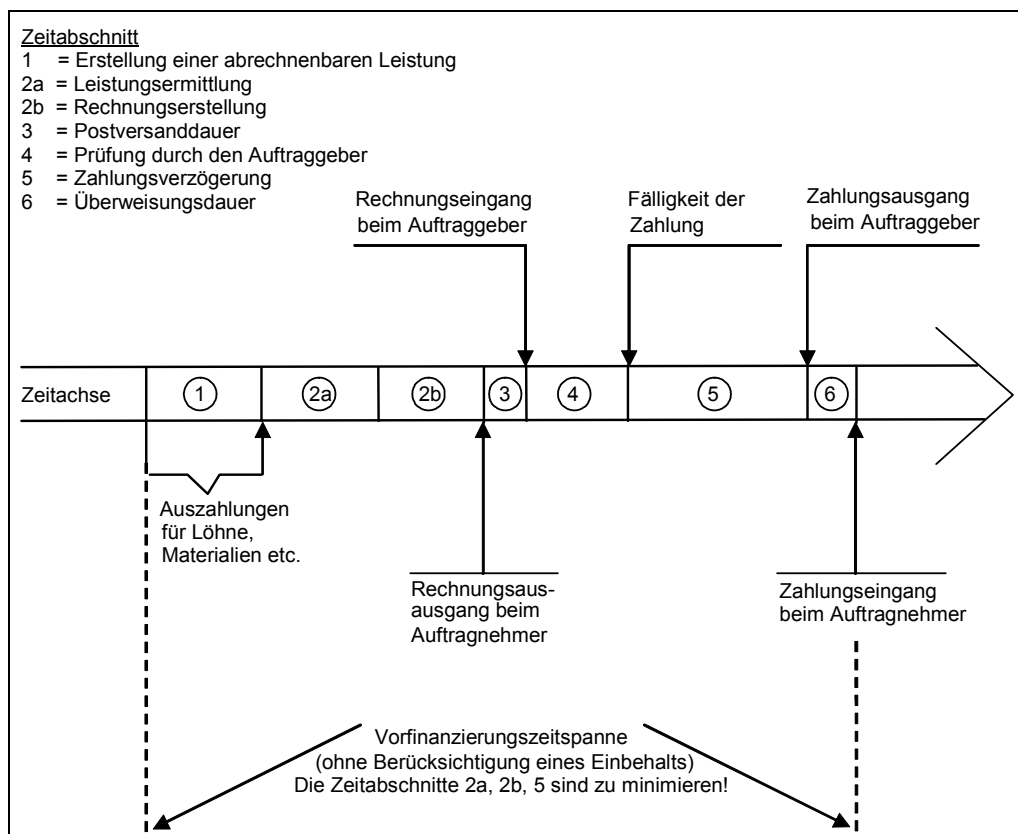 Zeitabschnitt
1 = Erstellung einer abrechnenbaren Leistung
2a = Leistungsermittlung
2b = Rechnungserstellung
3 = Postversanddauer
4 = Prüfung durch den Auftraggeber
5 = Zahlungsverzögerung
6 = Überweisungsdauer
Rechnungseingang
beim Auftraggeber
Fälligkeit der
Zahlung
Zahlungsausgang
beim Auftraggeber
Zeitachse
1
2a
2b
3
4
5
6
Auszahlungen
für Löhne,
Materialien etc.
Rechnungsaus-
ausgang beim
Auftragnehmer
Zahlungseingang
beim Auftragnehmer
Vorfinanzierungszeitspanne
(ohne Berücksichtigung eines Einbehalts)
Die Zeitabschnitte 2a, 2b, 5 sind zu minimieren!